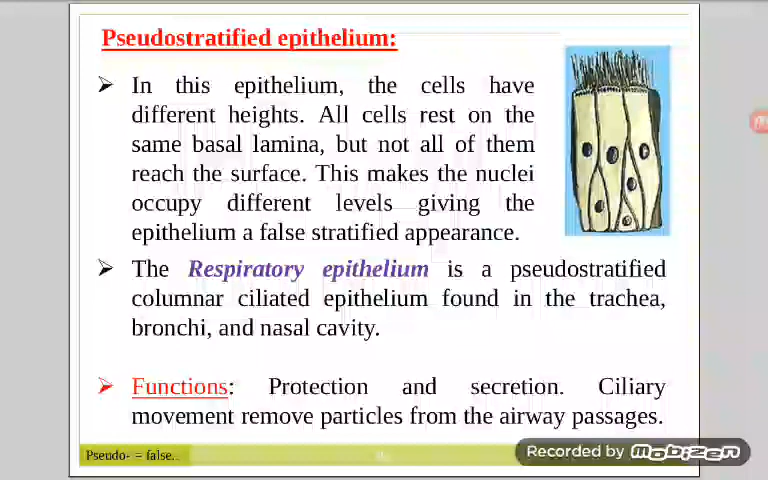 Pseudostratified epithelium:
➢ In this epithelium, the cells have
different heights. All cells rest on the
same basal lamina, but not all of them
reach the surface. This makes the nuclei
occupy different levels giving the
epithelium a false stratified appearance.
➢ The Respiratory epithelium is a pseudostratified
columnar ciliated epithelium found in the trachea,
bronchi, and nasal cavity.
➢ Functions: Protection and secretion. Ciliary
movement remove particles from the airway passages.
Pseudo- = false..
Recorded by mobizen